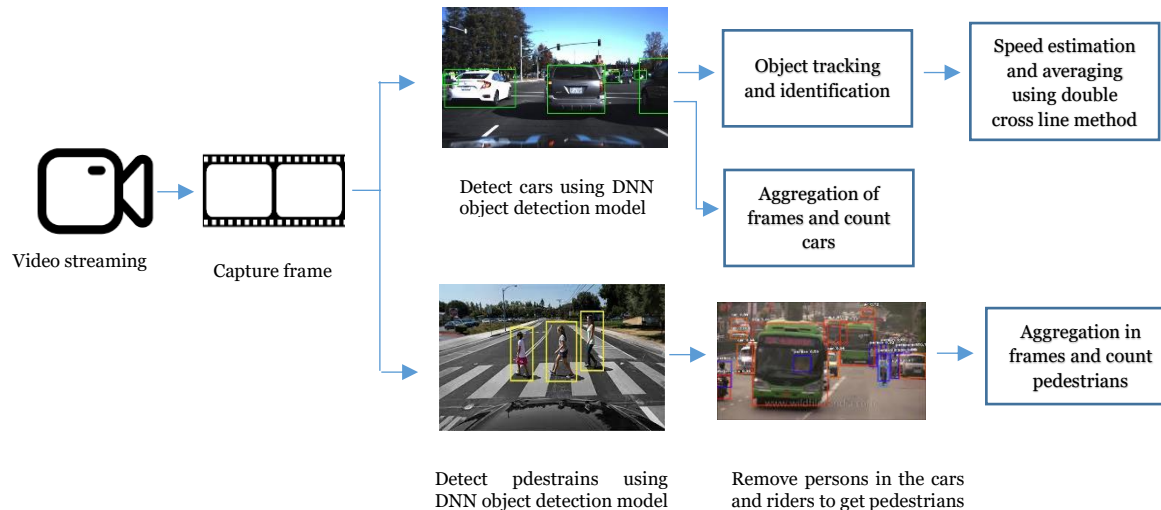 Video streaming
Capture frame
Detect cars using DNN
object detection model
Object tracking
and identification
Speed estimation
and averaging
using double
cross line method
Aggregation of
frames and count
cars
Detect pdestrains using
DNN object detection model
Remove persons in the cars
and riders to get pedestrians
Aggregation in
frames and count
pedestrians